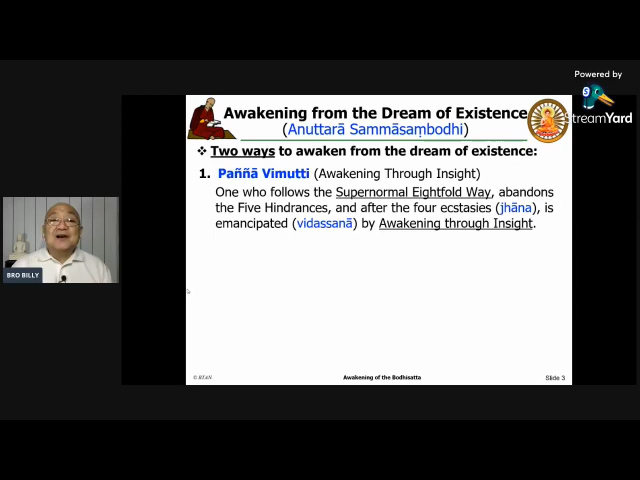 Powered by
S
StreamYard
Awakening from the Dream of Existence
(Anuttarā Sammāsaṃbodhi)
❖ Two ways to awaken from the dream of existence:
1. Paññā Vimutti (Awakening Through Insight)
One who follows the Supernormal Eightfold Way, abandons
the Five Hindrances, and after the four ecstasies (jhāna), is
emancipated (vidassanā) by Awakening through Insight.
BRO BILLY
© BTAN
Awakening of the Bodhisatta
Slide 3